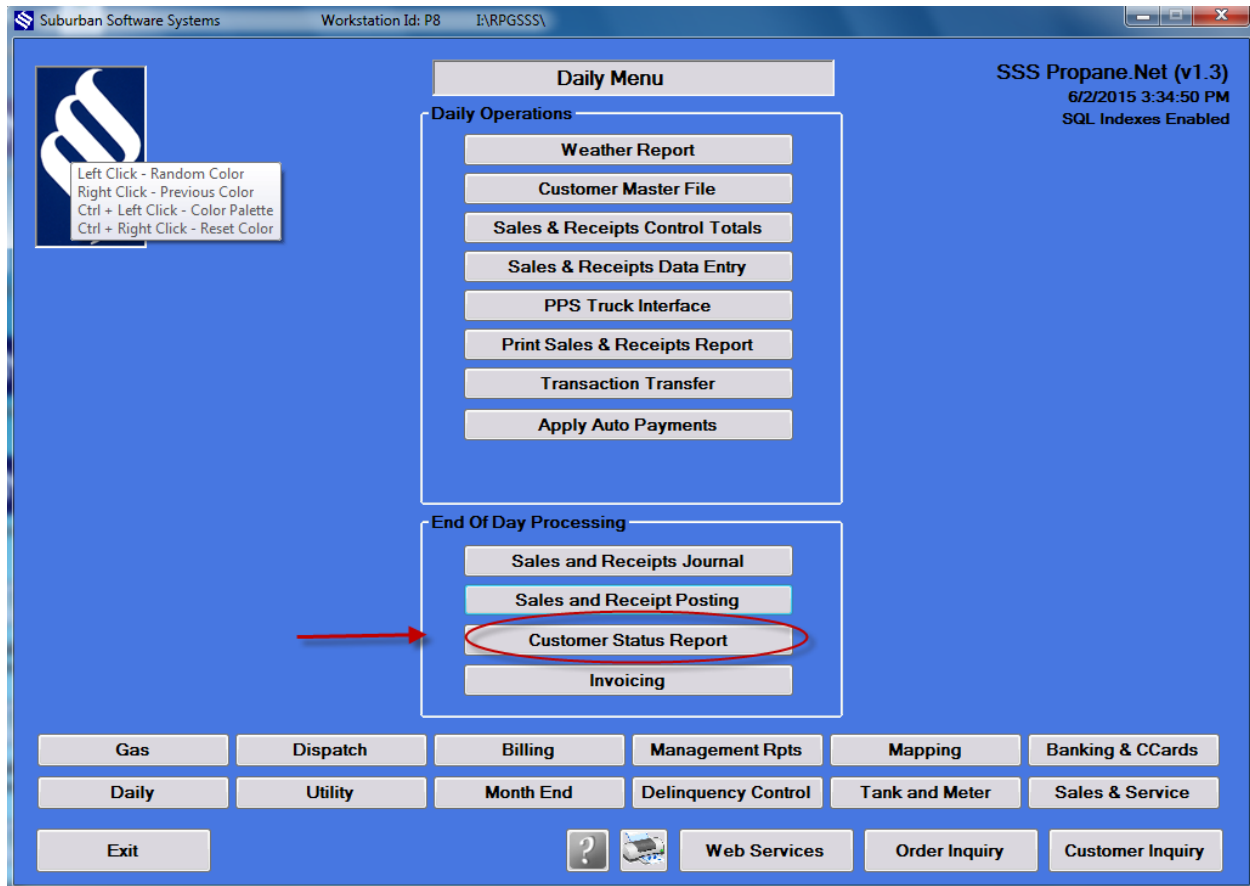 Suburban Software Systems Workstation Id: P8 I:\RPGSSS\
Daily Menu
SSS Propane.Net (v1.3)
6/2/2015 3:34:50 PM
SQL Indexes Enabled
Left Click - Random Color
Right Click - Previous Color
Ctrl + Left Click - Color Palette
Ctrl + Right Click - Reset Color
Daily Operations
Weather Report
Customer Master File
Sales & Receipts Control Totals
Sales & Receipts Data Entry
PPS Truck Interface
Print Sales & Receipts Report
Transaction Transfer
Apply Auto Payments
End Of Day Processing
Sales and Receipts Journal
Sales and Receipt Posting
Customer Status Report
Invoicing
Gas Dispatch Billing Management Rpts Mapping Banking & CCards
Daily Utility Month End Delinquency Control Tank and Meter Sales & Service
Exit ? Web Services Order Inquiry Customer Inquiry